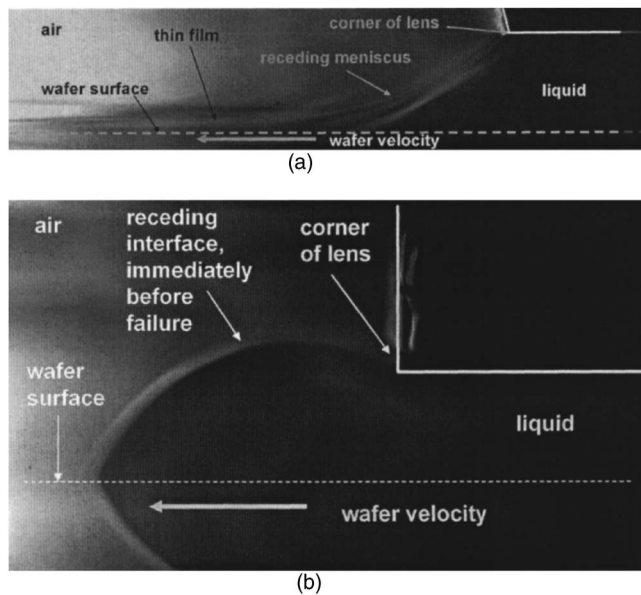 air
corner of lens
thin film
receding meniscus
wafer surface
liquid
wafer velocity
(a)
air
receding
interface,
immediately
before
failure
corner
of lens
wafer
surface
liquid
wafer velocity
(b)